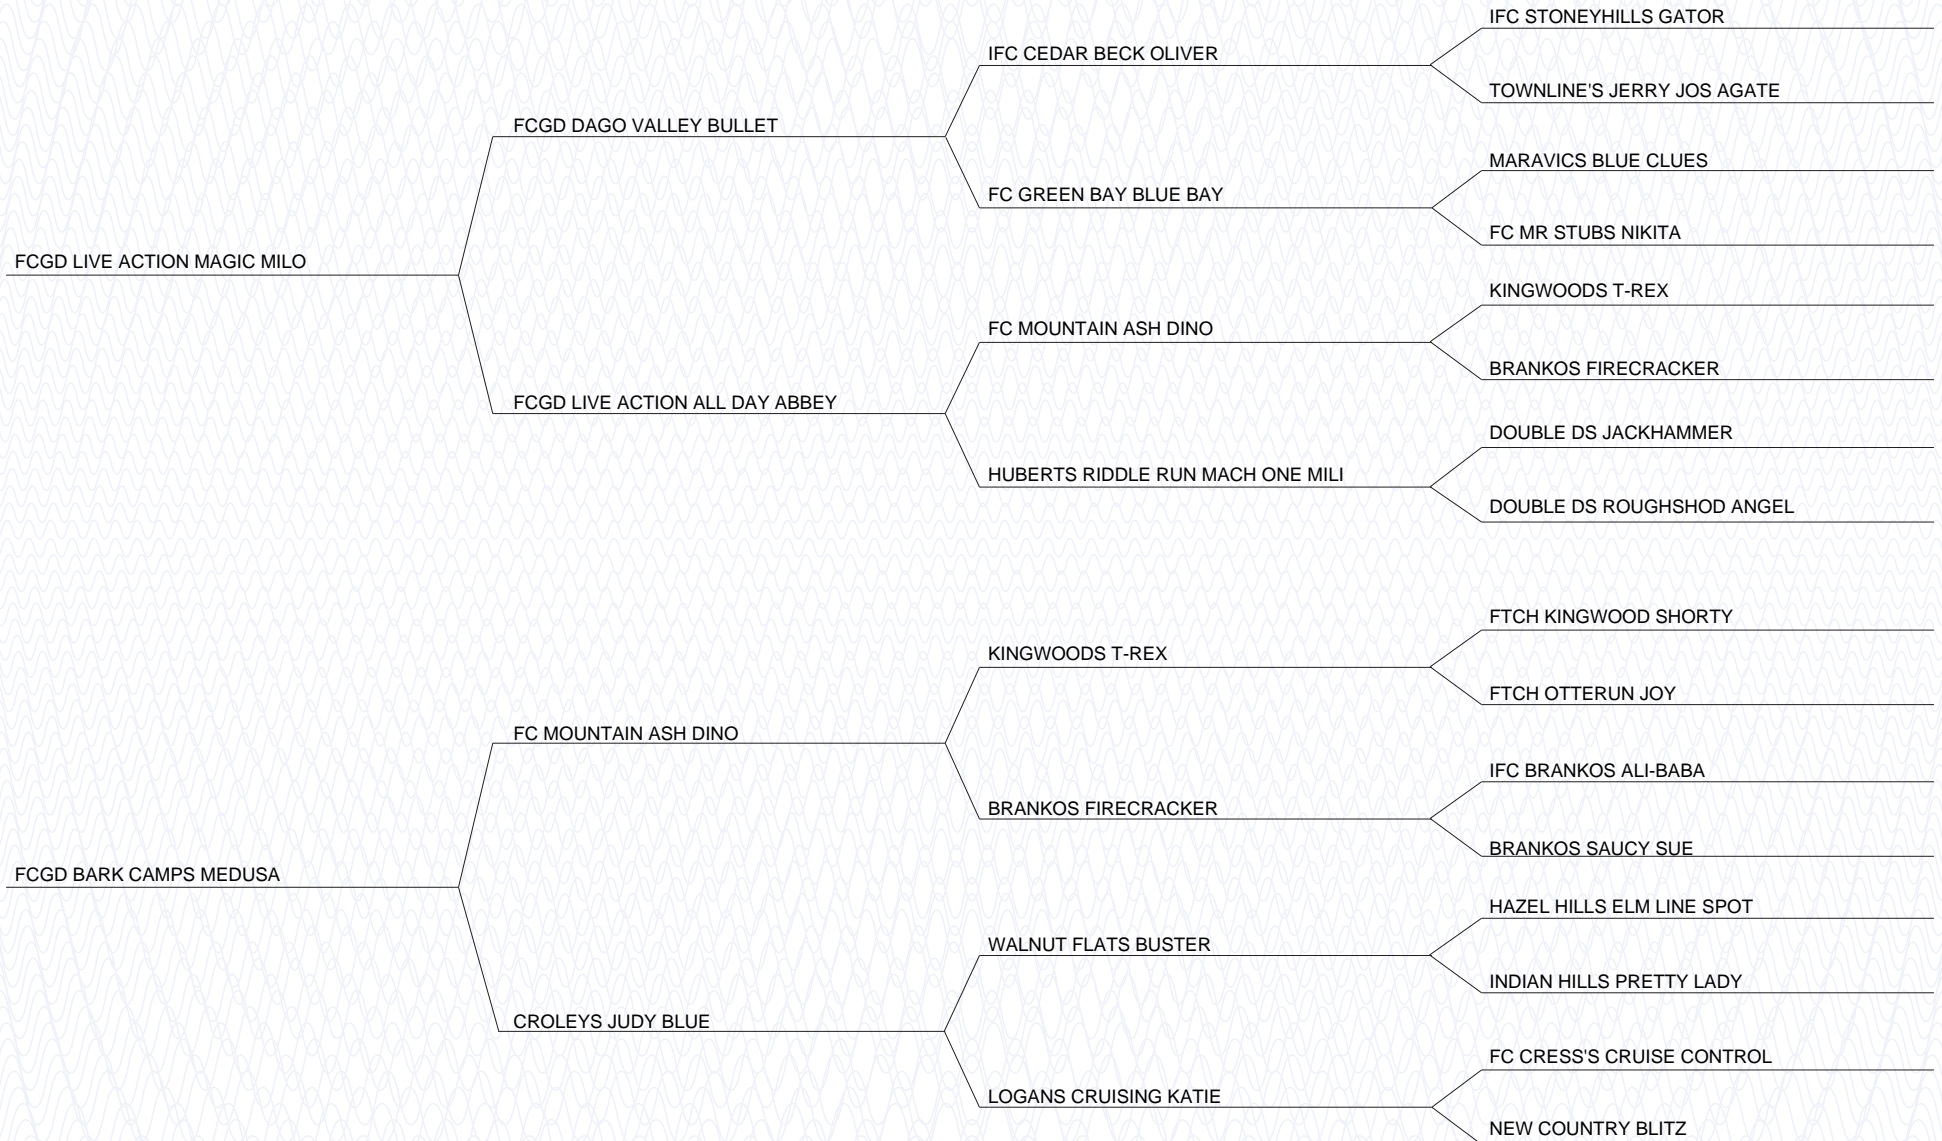 IFC STONEYHILLS GATOR
IFC CEDAR BECK OLIVER
TOWNLINE'S JERRY JOS AGATE
FCGD DAGO VALLEY BULLET
MARAVICS BLUE CLUES
FC GREEN BAY BLUE BAY
FC MR STUBS NIKITA
FCGD LIVE ACTION MAGIC MILO
KINGWOODS T-REX
FC MOUNTAIN ASH DINO
BRANKOS FIRECRACKER
FCGD LIVE ACTION ALL DAY ABBEY
DOUBLE DS JACKHAMMER
HUBERTS RIDDLE RUN MACH ONE MILI
DOUBLE DS ROUGHSHOD ANGEL
FTCH KINGWOOD SHORTY
KINGWOODS T-REX
FTCH OTTERUN JOY
FC MOUNTAIN ASH DINO
IFC BRANKOS ALI-BABA
BRANKOS FIRECRACKER
BRANKOS SAUCY SUE
FCGD BARK CAMPS MEDUSA
HAZEL HILLS ELM LINE SPOT
WALNUT FLATS BUSTER
INDIAN HILLS PRETTY LADY
CROLEYS JUDY BLUE
FC CRESS'S CRUISE CONTROL
LOGANS CRUISING KATIE
NEW COUNTRY BLITZ